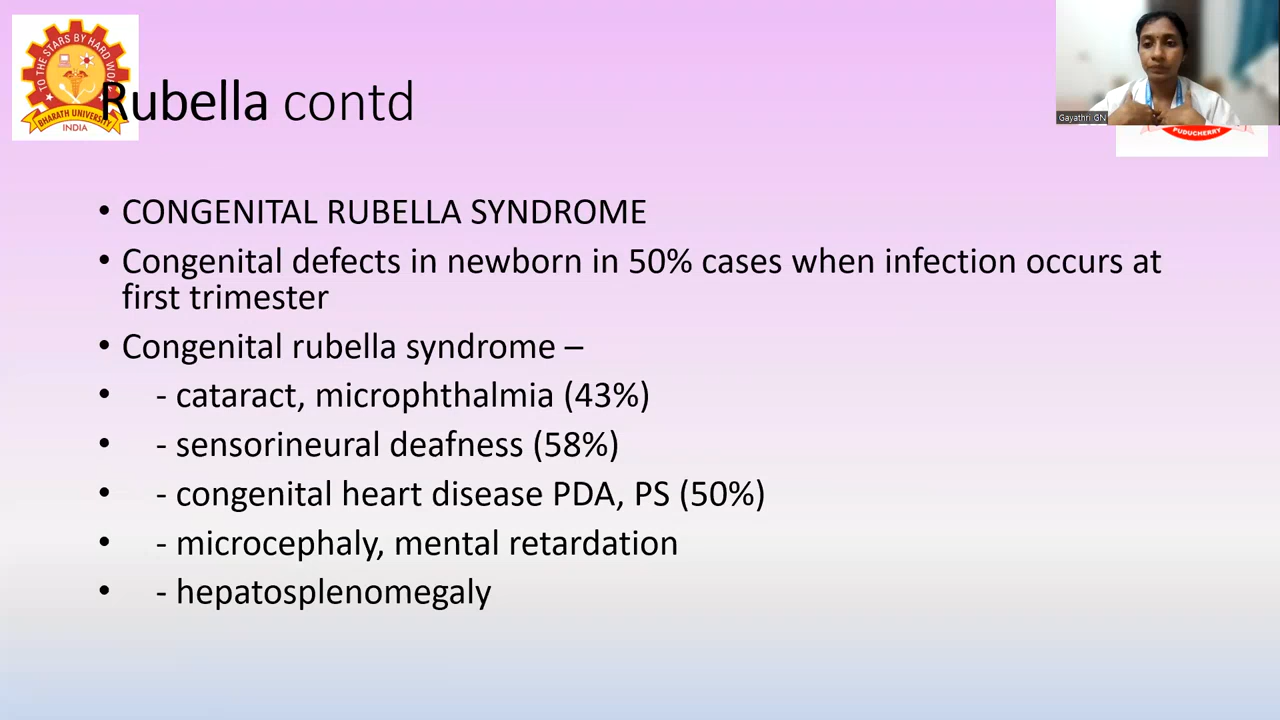 TO THE STARS BY HARD WORK
BHARATH UNIVERSITY
INDIA
Rubella contd
Gayathri GN
PUDUCHERRY
• CONGENITAL RUBELLA SYNDROME
• Congenital defects in newborn in 50% cases when infection occurs at
first trimester
• Congenital rubella syndrome –
• - cataract, microphthalmia (43%)
• - sensorineural deafness (58%)
• - congenital heart disease PDA, PS (50%)
• - microcephaly, mental retardation
• - hepatosplenomegaly